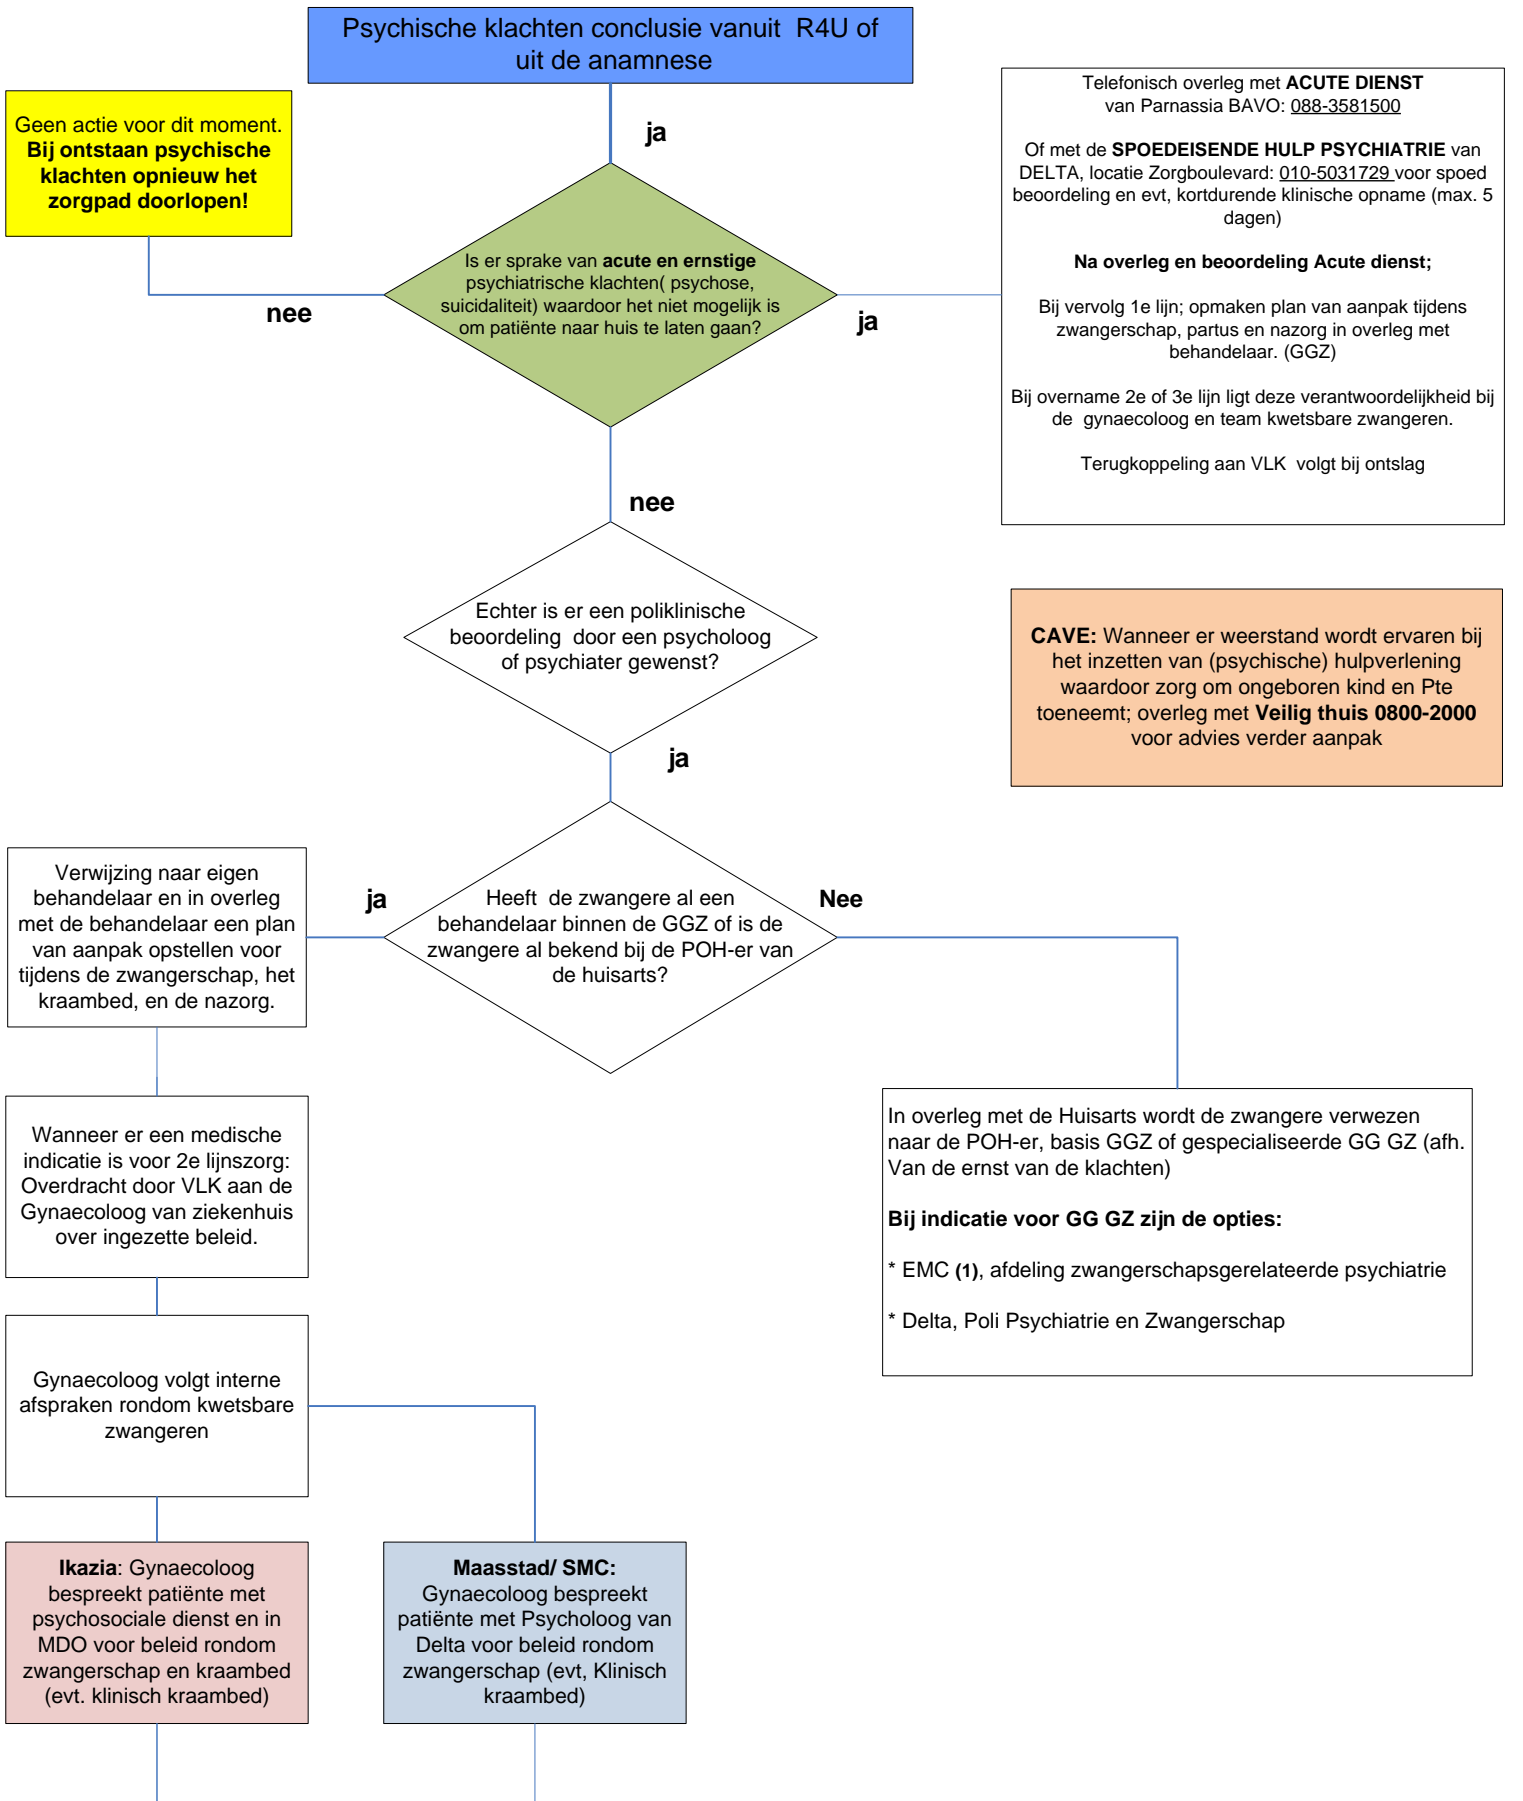 Psychische klachten conclusie vanuit  R4U of
uit de anamnese
Geen actie voor dit moment.
Bij ontstaan psychische
klachten opnieuw het
zorgpad doorlopen!
ja
Telefonisch overleg met ACUTE DIENST
van Parnassia BAVO: 088-3581500
Of met de SPOEDEISENDE HULP PSYCHIATRIE van
DELTA, locatie Zorgboulevard: 010-5031729 voor spoed
beoordeling en evt, kortdurende klinische opname (max. 5
dagen)
Na overleg en beoordeling Acute dienst;
Bij vervolg 1e lijn; opmaken plan van aanpak tijdens
zwangerschap, partus en nazorg in overleg met
behandelaar. (GGZ)
Bij overname 2e of 3e lijn ligt deze verantwoordelijkheid bij
de  gynaecoloog en team kwetsbare zwangeren.
Terugkoppeling aan VLK  volgt bij ontslag
Is er sprake van acute en ernstige
psychiatrische klachten( psychose,
suicidaliteit) waardoor het niet mogelijk is
om patiënte naar huis te laten gaan?
nee
ja
nee
Echter is er een poliklinische
beoordeling  door een psycholoog
of psychiater gewenst?
CAVE: Wanneer er weerstand wordt ervaren bij
het inzetten van (psychische) hulpverlening
waardoor zorg om ongeboren kind en Pte
toeneemt; overleg met Veilig thuis 0800-2000
voor advies verder aanpak
ja
Verwijzing naar eigen
behandelaar en in overleg
met de behandelaar een plan
van aanpak opstellen voor
tijdens de zwangerschap, het
kraambed, en de nazorg.
ja
Heeft  de zwangere al een
behandelaar binnen de GGZ of is de
zwangere al bekend bij de POH-er van
de huisarts?
Nee
Wanneer er een medische
indicatie is voor 2e lijnszorg:
Overdracht door VLK aan de
Gynaecoloog van ziekenhuis
over ingezette beleid.
In overleg met de Huisarts wordt de zwangere verwezen
naar de POH-er, basis GGZ of gespecialiseerde GG GZ (afh.
Van de ernst van de klachten)
Bij indicatie voor GG GZ zijn de opties:
* EMC (1), afdeling zwangerschapsgerelateerde psychiatrie
* Delta, Poli Psychiatrie en Zwangerschap
Gynaecoloog volgt interne
afspraken rondom kwetsbare
zwangeren
Ikazia: Gynaecoloog
bespreekt patiënte met
psychosociale dienst en in
MDO voor beleid rondom
zwangerschap en kraambed
(evt. klinisch kraambed)
Maasstad/ SMC:
Gynaecoloog bespreekt
patiënte met Psycholoog van
Delta voor beleid rondom
zwangerschap (evt, Klinisch
kraambed)